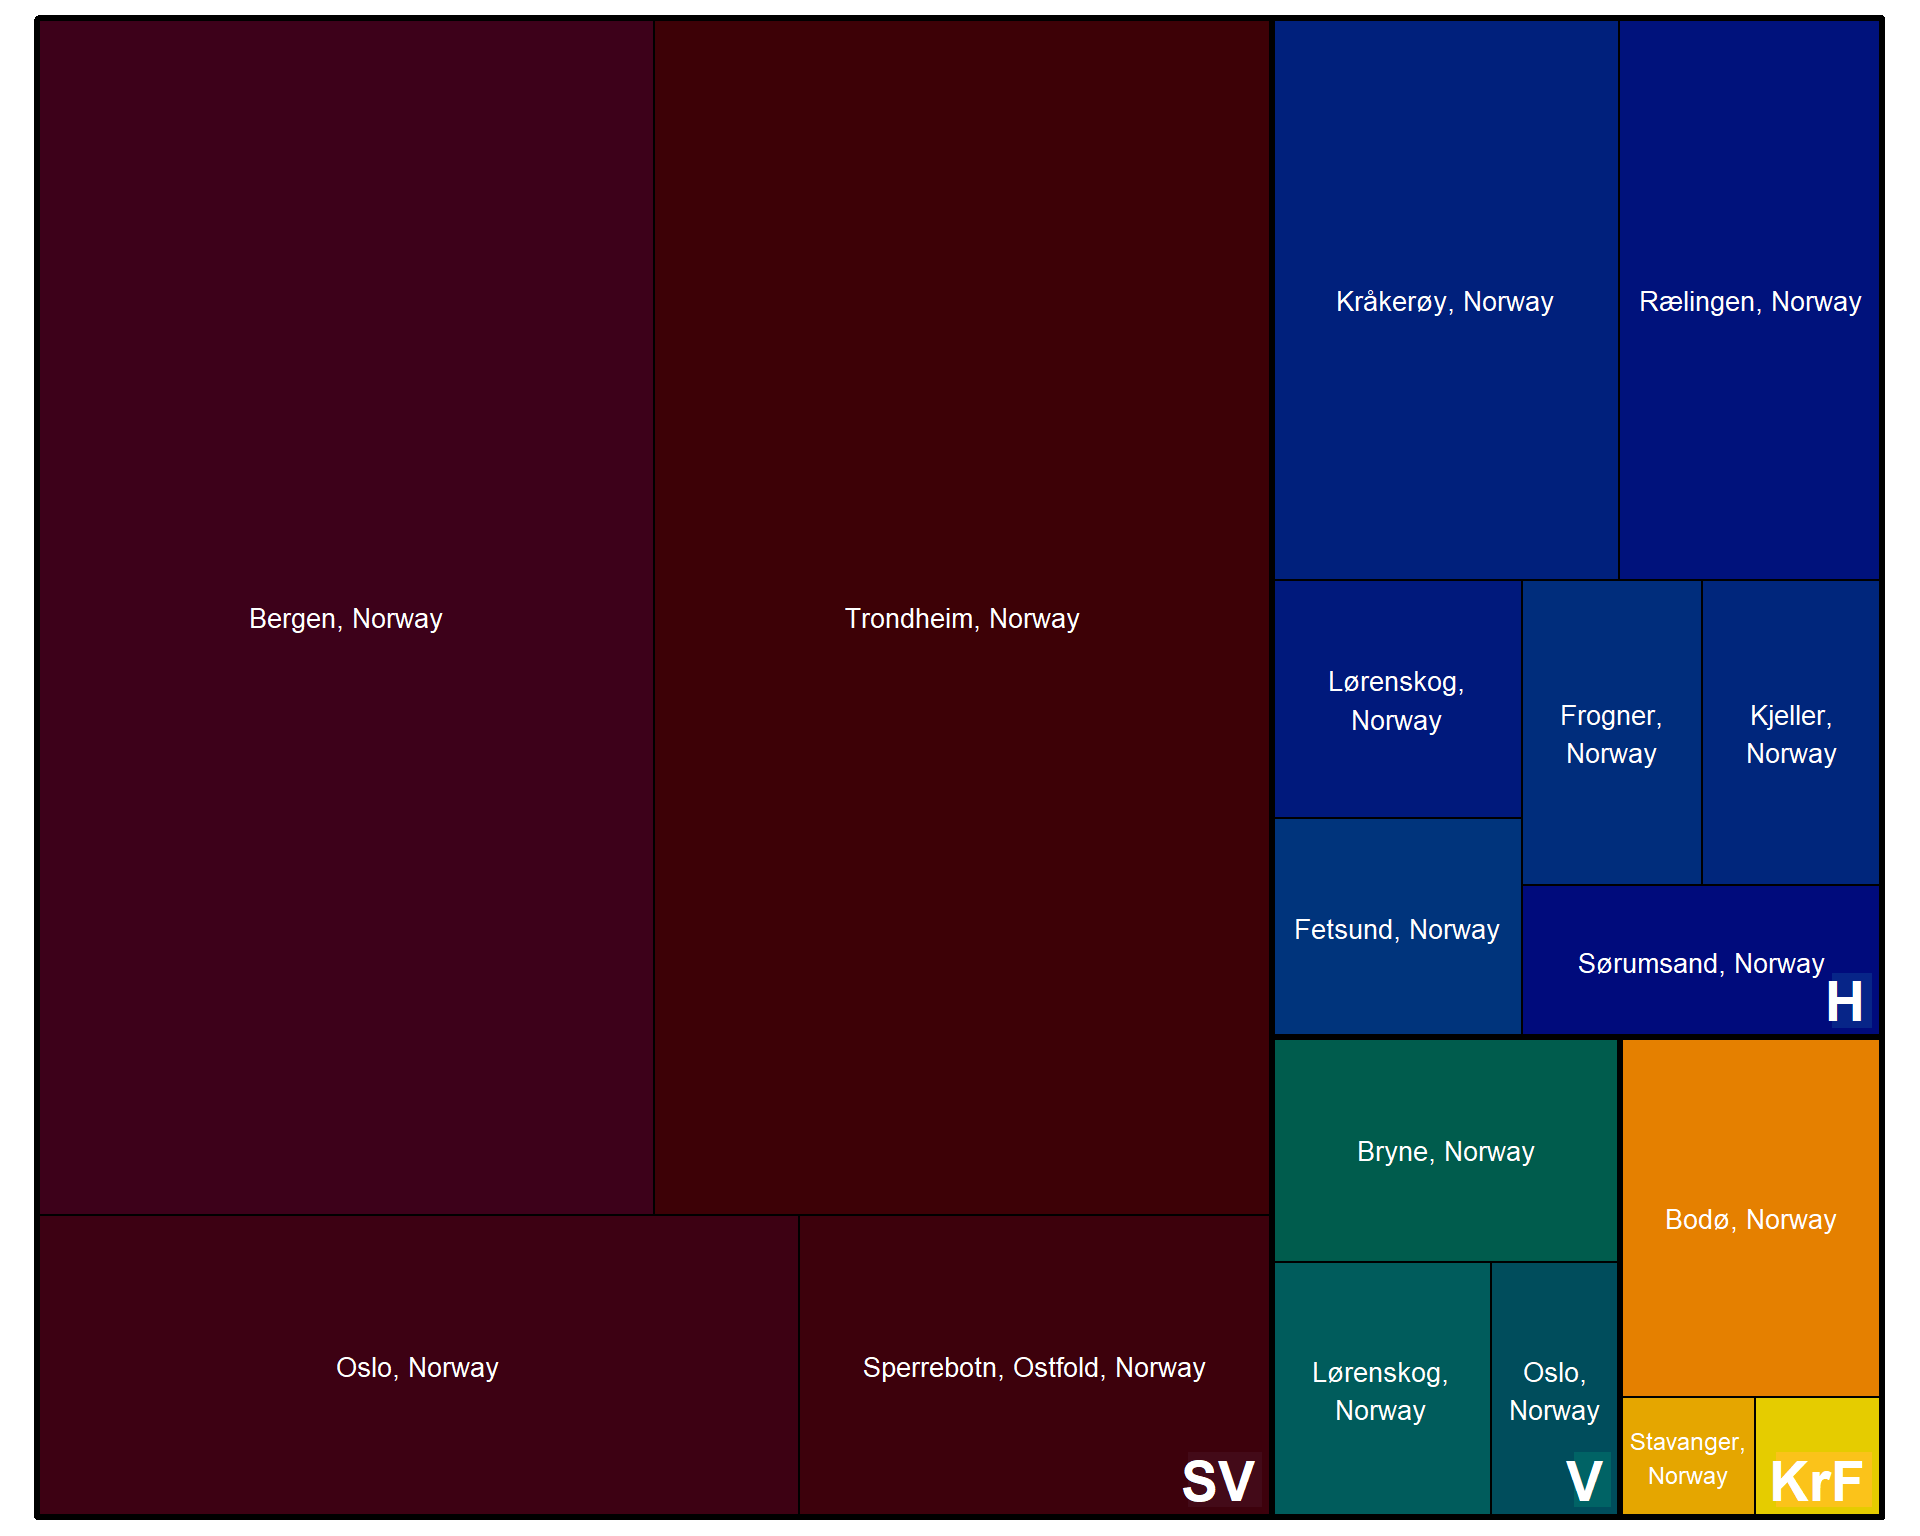 Bergen, Norway
Trondheim, Norway
Oslo, Norway
Sperrebotn, Ostfold, Norway
SV
Kråkerøy, Norway
Rælingen, Norway
Lørenskog,
Norway
Frogner,
Norway
Kjeller,
Norway
Fetsund, Norway
Sørumsand, Norway
H
Bryne, Norway
Lørenskog,
Norway
Oslo,
Norway
V
Bodø, Norway
Stavanger,
Norway
KrF